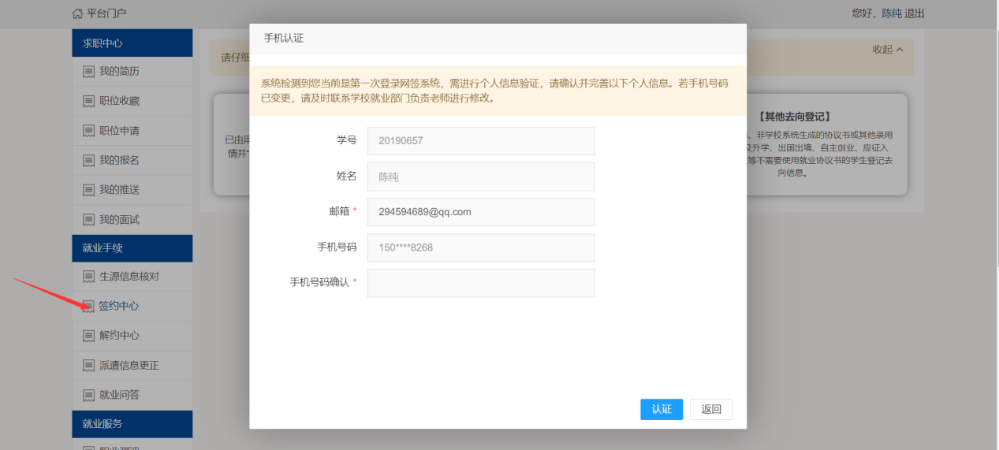 平台门户
您好，陈纯 退出
求职中心
我的简历
职位收藏
职位申请
我的报名
我的推送
我的面试
就业手续
生源信息核对
签约中心
解约中心
派遣信息更正
就业问答
就业服务
请仔细
收起
已由用
情并"
手机认证
系统检测到您当前是第一次登录网签系统，需进行个人信息验证，请确认并完善以下个人信息。若手机号码
已变更，请及时联系学校就业部门负责老师进行修改。
学号 20190657
姓名 陈纯
邮箱 * 294594689@qq.com
手机号码 150****8268
手机号码确认 *
认证 返回
【其他去向登记】
、非学校系统生成的协议书或其他录用
及升学、出国出境、自主创业、应征入
等不需要使用就业协议书的学生登记去
向信息。